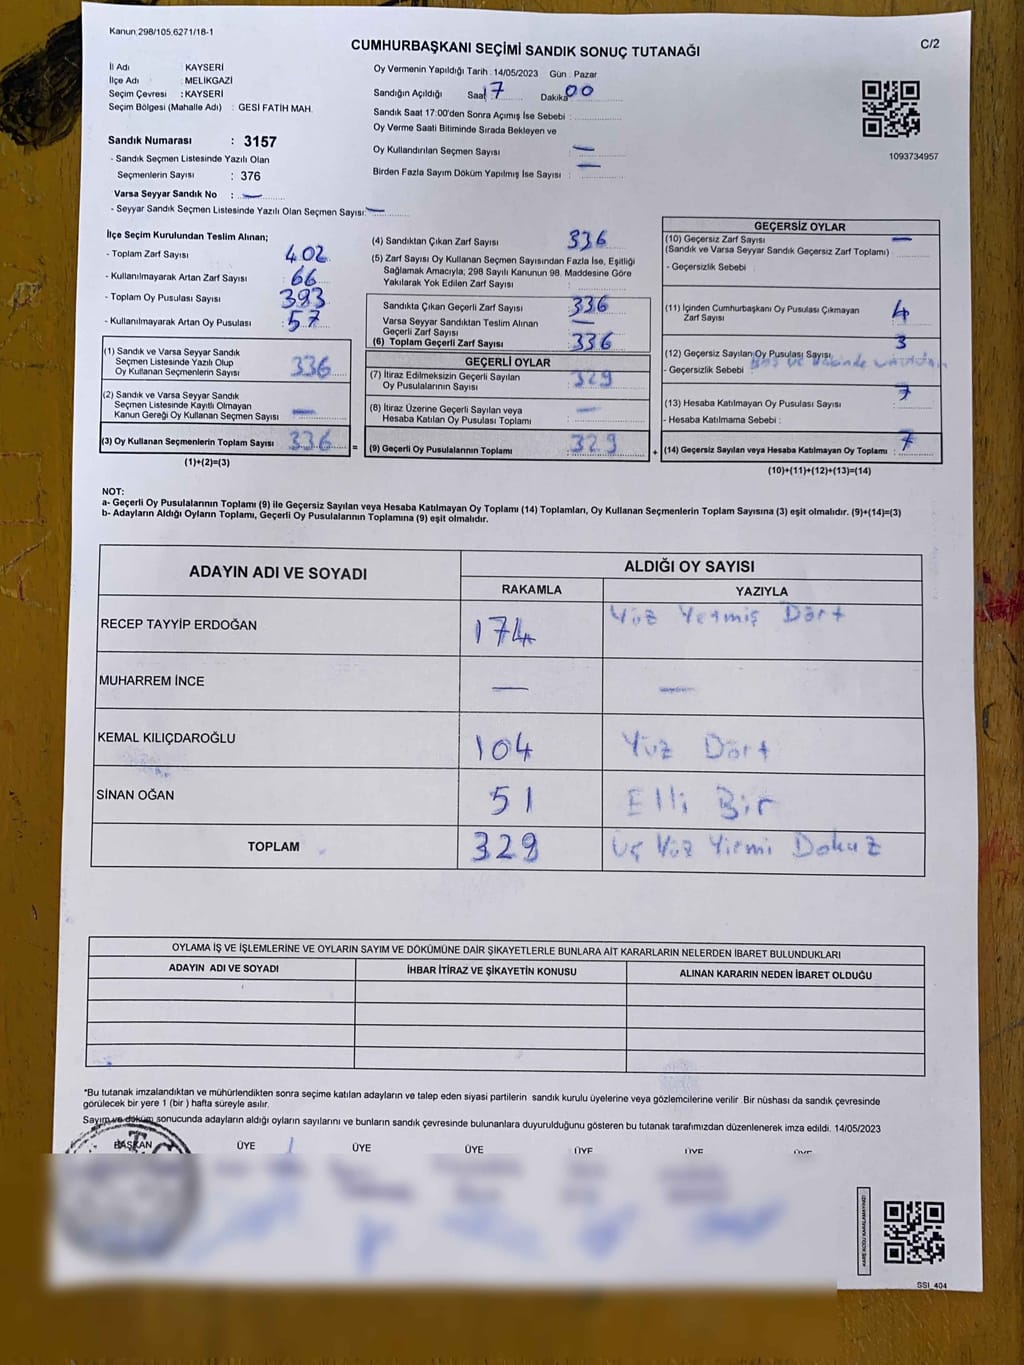 Kanun 298/105,6271/18-1
CUMHURBAŞKANI SEÇİMİ SANDIK SONUÇ TUTANAĞI
C/2
İl Adı : KAYSERİ
İlçe Adı : MELİKGAZİ
Seçim Çevresi : KAYSERİ
Seçim Bölgesi (Mahalle Adı) : GESİ FATİH MAH.
Sandık Numarası : 3157
- Sandık Seçmen Listesinde Yazılı Olan
Seçmenlerin Sayısı : 376
Varsa Seyyar Sandık No : —
- Seyyar Sandık Seçmen Listesinde Yazılı Olan Seçmen Sayısı: —
Oy Vermenin Yapıldığı Tarih : 14/05/2023 Gün : Pazar
Sandığın Açıldığı Saat 17 Dakika 00
Sandık Saat 17:00'den Sonra Açımış İse Sebebi :
Oy Verme Saati Bitiminde Sırada Bekleyen ve
Oy Kullandırılan Seçmen Sayısı : —
Birden Fazla Sayım Döküm Yapılmış İse Sayısı : —
1093734957
İlçe Seçim Kurulundan Teslim Alınan;
- Toplam Zarf Sayısı : 402
- Kullanılmayarak Artan Zarf Sayısı : 66
- Toplam Oy Pusulası Sayısı : 393
- Kullanılmayarak Artan Oy Pusulası : 57
(1) Sandık ve Varsa Seyyar Sandık
Seçmen Listesinde Yazılı Olup
Oy Kullanan Seçmenlerin Sayısı : 336
(2) Sandık ve Varsa Seyyar Sandık
Seçmen Listesinde Kayıtlı Olmayan
Kanun Gereği Oy Kullanan Seçmen Sayısı : —
(3) Oy Kullanan Seçmenlerin Toplam Sayısı : 336 =
(1)+(2)=(3)
(4) Sandıktan Çıkan Zarf Sayısı : 336
(5) Zarf Sayısı Oy Kullanan Seçmen Sayısından Fazla İse, Eşitliği
Sağlamak Amacıyla, 298 Sayılı Kanunun 98. Maddesine Göre
Yakılarak Yok Edilen Zarf Sayısı :
Sandıkta Çıkan Geçerli Zarf Sayısı : 336
Varsa Seyyar Sandıktan Teslim Alınan
Geçerli Zarf Sayısı : —
(6) Toplam Geçerli Zarf Sayısı : 336
GEÇERLİ OYLAR
(7) İtiraz Edilmeksizin Geçerli Sayılan
Oy Pusulalarının Sayısı : 329
(8) İtiraz Üzerine Geçerli Sayılan veya
Hesaba Katılan Oy Pusulası Toplamı : —
(9) Geçerli Oy Pusulalarının Toplamı : 329 +
GEÇERSİZ OYLAR
(10) Geçersiz Zarf Sayısı —
(Sandık ve Varsa Seyyar Sandık Geçersiz Zarf Toplamı) :
- Geçersizlik Sebebi :
(11) İçinden Cumhurbaşkanı Oy Pusulası Çıkmayan
Zarf Sayısı : 4
(12) Geçersiz Sayılan Oy Pusulası Sayısı : 3
- Geçersizlik Sebebi :
(13) Hesaba Katılmayan Oy Pusulası Sayısı : 7
- Hesaba Katılmama Sebebi :
(14) Geçersiz Sayılan veya Hesaba Katılmayan Oy Toplamı : 7
(10)+(11)+(12)+(13)=(14)
NOT:
a- Geçerli Oy Pusulalarının Toplamı (9) ile Geçersiz Sayılan veya Hesaba Katılmayan Oy Toplamı (14) Toplamları, Oy Kullanan Seçmenlerin Toplam Sayısına (3) eşit olmalıdır. (9)+(14)=(3)
b- Adayların Aldığı Oyların Toplamı, Geçerli Oy Pusulalarının Toplamına (9) eşit olmalıdır.
ADAYIN ADI VE SOYADI ALDIĞI OY SAYISI
RAKAMLA YAZIYLA
RECEP TAYYİP ERDOĞAN 174 Yüz Yetmiş Dört
MUHARREM İNCE — —
KEMAL KILIÇDAROĞLU 104 Yüz Dört
SİNAN OĞAN 51 Elli Bir
TOPLAM 329 Üç Yüz Yirmi Dokuz
OYLAMA İŞ VE İŞLEMLERİNE VE OYLARIN SAYIM VE DÖKÜMÜNE DAİR ŞİKAYETLERLE BUNLARA AİT KARARLARIN NELERDEN İBARET BULUNDUKLARI
ADAYIN ADI VE SOYADI İHBAR İTİRAZ VE ŞİKAYETİN KONUSU ALINAN KARARIN NEDEN İBARET OLDUĞU
*Bu tutanak imzalandıktan ve mühürlendikten sonra seçime katılan adayların ve talep eden siyasi partilerin sandık kurulu üyelerine veya gözlemcilerine verilir Bir nüshası da sandık çevresinde
görülecek bir yere 1 (bir ) hafta süreyle asılır.
Sayım ve döküm sonucunda adayların aldığı oyların sayılarını ve bunların sandık çevresinde bulunanlara duyurulduğunu gösteren bu tutanak tarafımızdan düzenlenerek imza edildi. 14/05/2023
BAŞKAN ÜYE ÜYE ÜYE ÜYE ÜYE ÜYE
KARE KODU KARALAMAYINIZ!
SSI_404